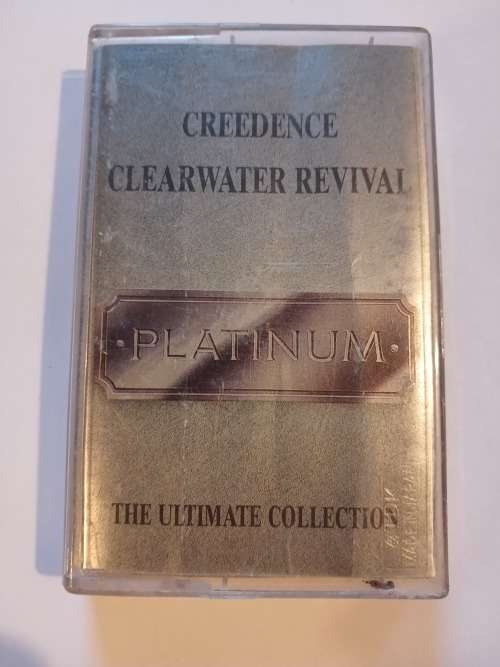 CREEDENCE
CLEARWATER REVIVAL
PLATINUM
THE ULTIMATE COLLECTION